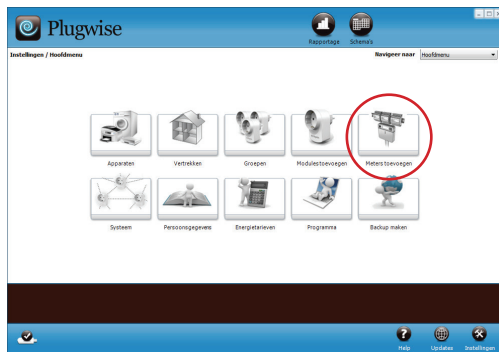 Plugwise
Rapportage
Schema's
Instellingen / Hoofdmenu
Navigeer naar
Hoofdmenu
Apparaten
Vertrekken
Groepen
Modules toevoegen
Meters toevoegen
Systeem
Persoonsgegevens
Energietarieven
Programma
Backup maken
Help
Updates
Instellingen